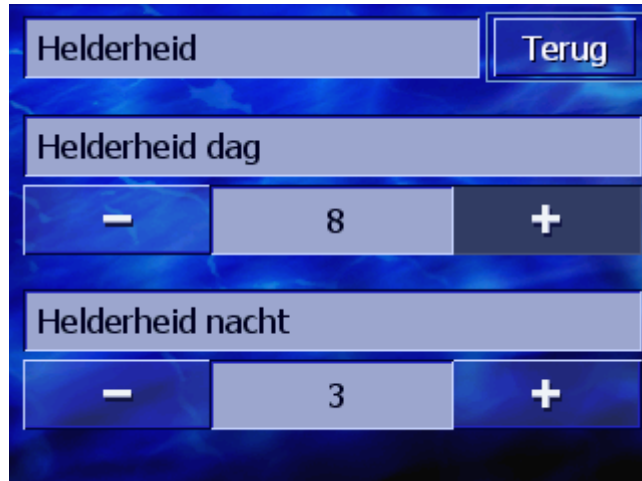 Helderheid Terug
Helderheid dag
− 8 +
Helderheid nacht
− 3 +